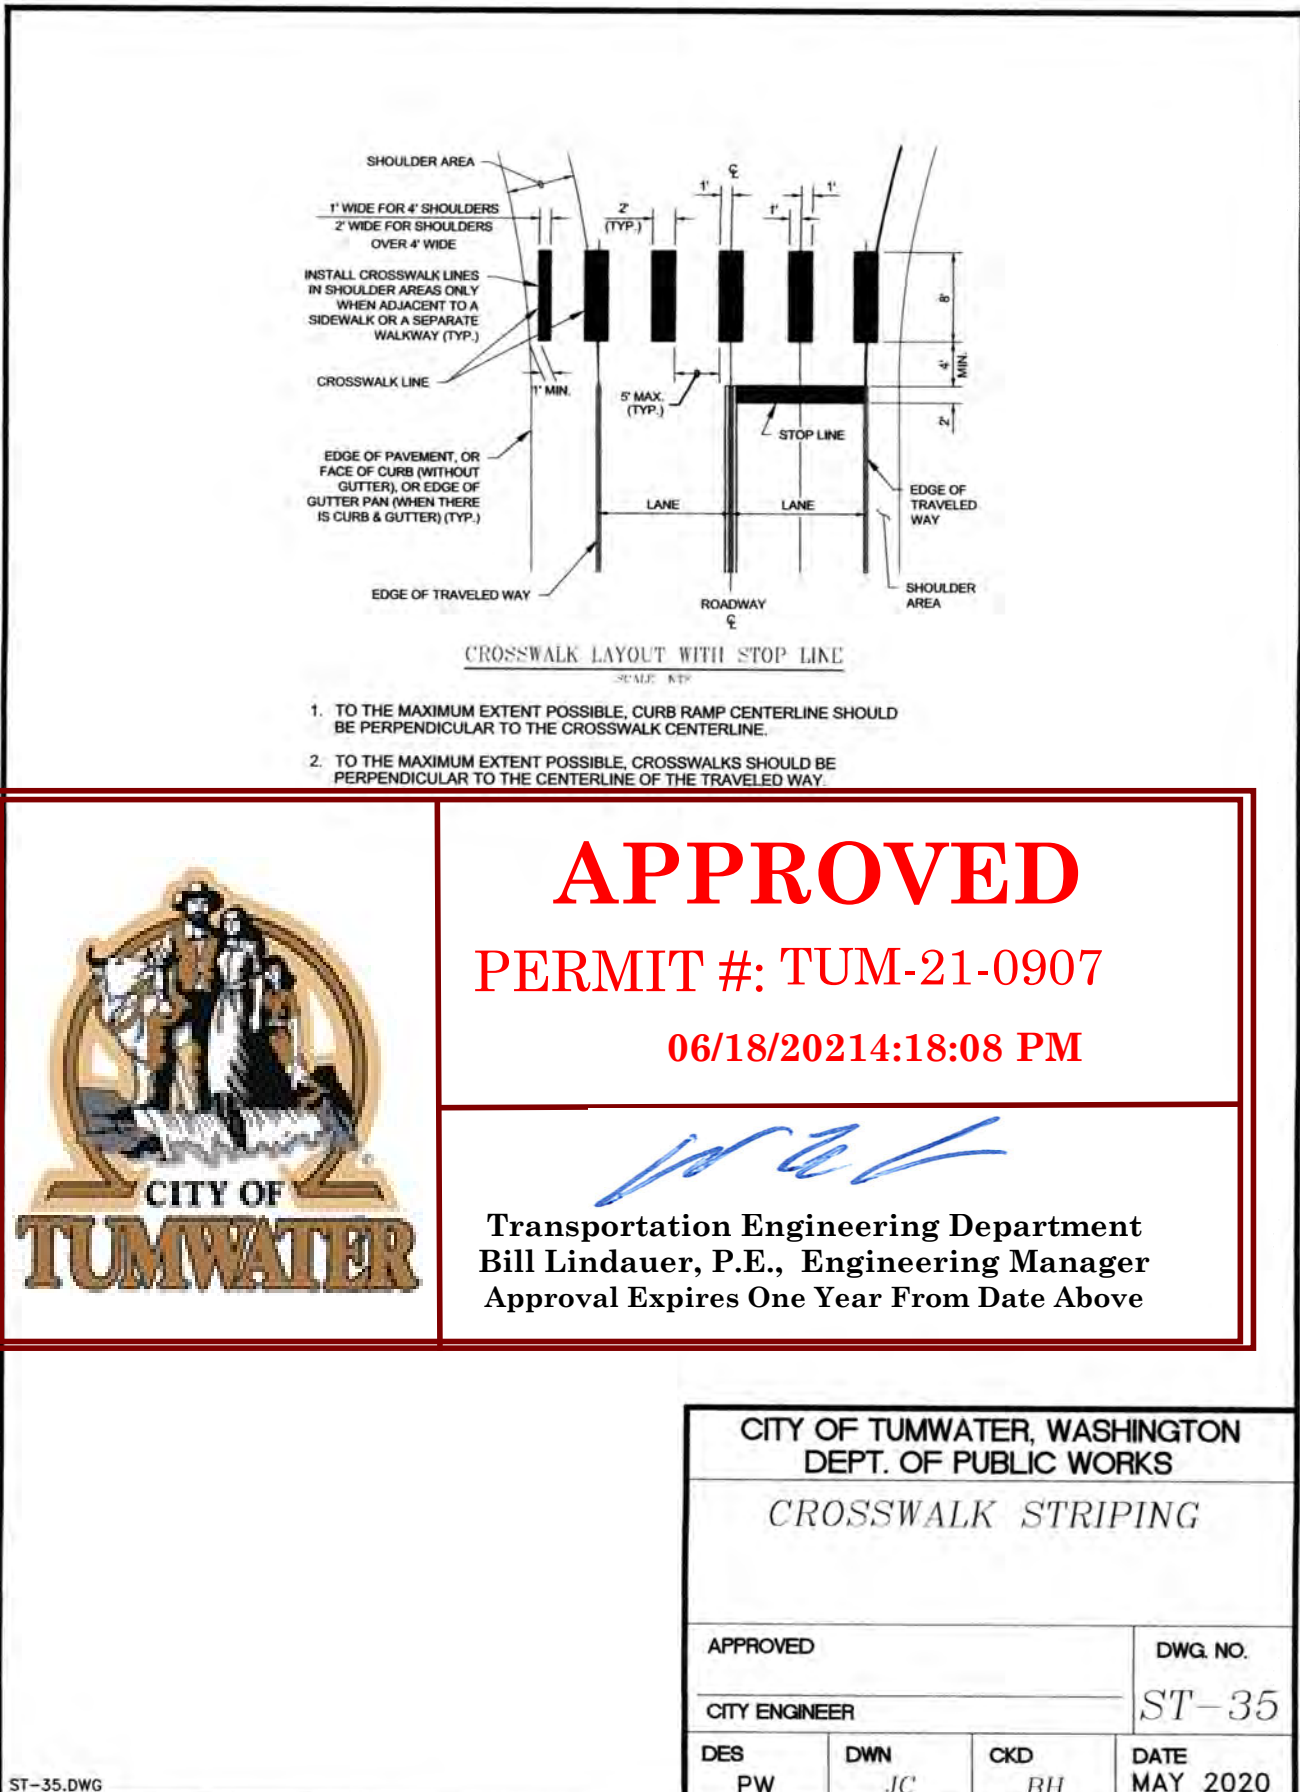 SHOULDER AREA
1' WIDE FOR 4' SHOULDERS
2' WIDE FOR SHOULDERS
OVER 4' WIDE
2'
(TYP.)
1'
℄
1'
1'
INSTALL CROSSWALK LINES
IN SHOULDER AREAS ONLY
WHEN ADJACENT TO A
SIDEWALK OR A SEPARATE
WALKWAY (TYP.)
8'
CROSSWALK LINE
1' MIN.
5' MAX.
(TYP.)
4'
MIN.
2'
STOP LINE
EDGE OF PAVEMENT, OR
FACE OF CURB (WITHOUT
GUTTER), OR EDGE OF
GUTTER PAN (WHEN THERE
IS CURB & GUTTER) (TYP.)
LANE
LANE
EDGE OF
TRAVELED
WAY
EDGE OF TRAVELED WAY
ROADWAY
℄
SHOULDER
AREA
CROSSWALK LAYOUT WITH STOP LINE
SCALE NTS
1. TO THE MAXIMUM EXTENT POSSIBLE, CURB RAMP CENTERLINE SHOULD
BE PERPENDICULAR TO THE CROSSWALK CENTERLINE.
2. TO THE MAXIMUM EXTENT POSSIBLE, CROSSWALKS SHOULD BE
PERPENDICULAR TO THE CENTERLINE OF THE TRAVELED WAY.
CITY OF
TUMWATER
APPROVED
PERMIT #: TUM-21-0907
06/18/20214:18:08 PM
Transportation Engineering Department
Bill Lindauer, P.E., Engineering Manager
Approval Expires One Year From Date Above
CITY OF TUMWATER, WASHINGTON
DEPT. OF PUBLIC WORKS
CROSSWALK STRIPING
APPROVED
CITY ENGINEER
DWG. NO.
ST-35
DES
PW
DWN
JC
CKD
BH
DATE
MAY 2020
ST-35.DWG